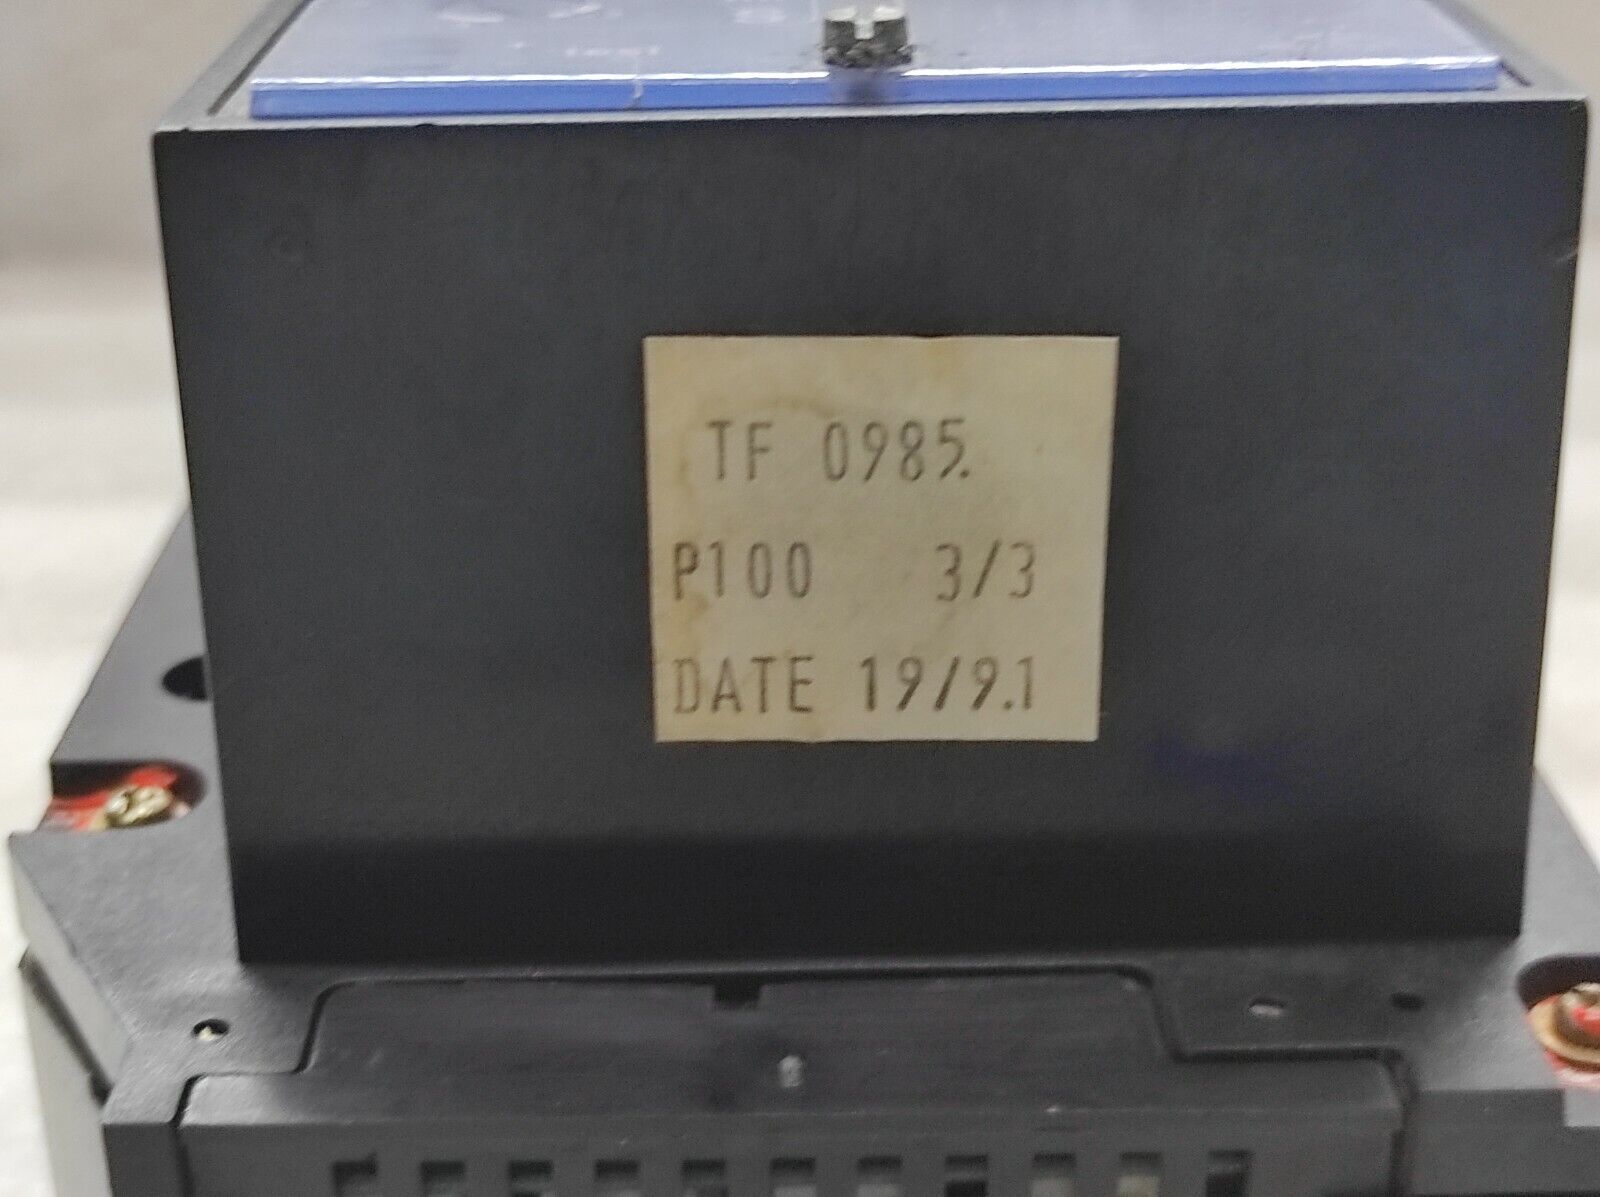 TF 0985.
P100 3/3
DATE 19/9.1